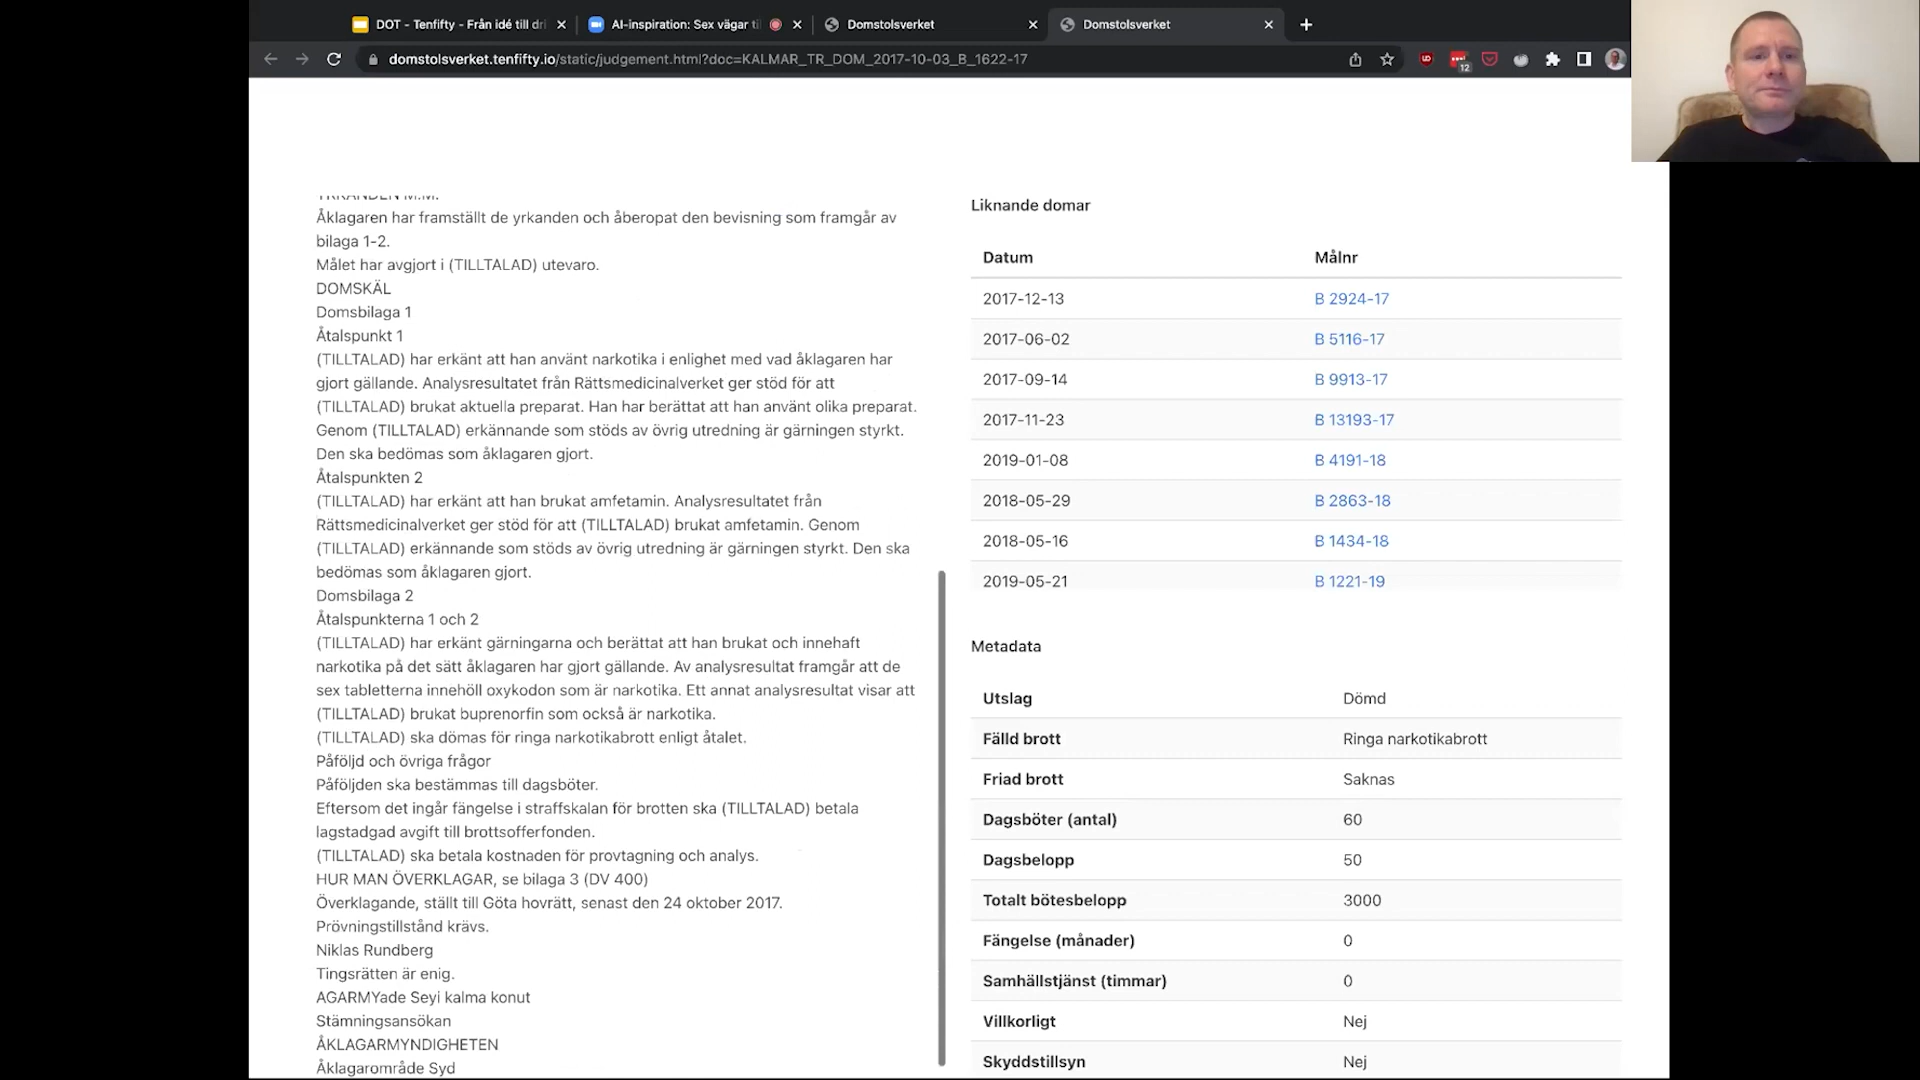 DOT - Tenfifty - Från idé till dri
AI-inspiration: Sex vägar ti
Domstolsverket
Domstolsverket
domstolsverket.tenfifty.io/static/judgement.html?doc=KALMAR_TR_DOM_2017-10-03_B_1622-17
12
YRKANDEN M.M.
Åklagaren har framställt de yrkanden och åberopat den bevisning som framgår av
bilaga 1-2.
Målet har avgjort i (TILLTALAD) utevaro.
DOMSKÄL
Domsbilaga 1
Åtalspunkt 1
(TILLTALAD) har erkänt att han använt narkotika i enlighet med vad åklagaren har
gjort gällande. Analysresultatet från Rättsmedicinalverket ger stöd för att
(TILLTALAD) brukat aktuella preparat. Han har berättat att han använt olika preparat.
Genom (TILLTALAD) erkännande som stöds av övrig utredning är gärningen styrkt.
Den ska bedömas som åklagaren gjort.
Åtalspunkten 2
(TILLTALAD) har erkänt att han brukat amfetamin. Analysresultatet från
Rättsmedicinalverket ger stöd för att (TILLTALAD) brukat amfetamin. Genom
(TILLTALAD) erkännande som stöds av övrig utredning är gärningen styrkt. Den ska
bedömas som åklagaren gjort.
Domsbilaga 2
Åtalspunkterna 1 och 2
(TILLTALAD) har erkänt gärningarna och berättat att han brukat och innehaft
narkotika på det sätt åklagaren har gjort gällande. Av analysresultat framgår att de
sex tabletterna innehöll oxykodon som är narkotika. Ett annat analysresultat visar att
(TILLTALAD) brukat buprenorfin som också är narkotika.
(TILLTALAD) ska dömas för ringa narkotikabrott enligt åtalet.
Påföljd och övriga frågor
Påföljden ska bestämmas till dagsböter.
Eftersom det ingår fängelse i straffskalan för brotten ska (TILLTALAD) betala
lagstadgad avgift till brottsofferfonden.
(TILLTALAD) ska betala kostnaden för provtagning och analys.
HUR MAN ÖVERKLAGAR, se bilaga 3 (DV 400)
Överklagande, ställt till Göta hovrätt, senast den 24 oktober 2017.
Prövningstillstånd krävs.
Niklas Rundberg
Tingsrätten är enig.
AGARMYade Seyi kalma konut
Stämningsansökan
ÅKLAGARMYNDIGHETEN
Åklagarområde Syd
Liknande domar
Datum Målnr
2017-12-13 B 2924-17
2017-06-02 B 5116-17
2017-09-14 B 9913-17
2017-11-23 B 13193-17
2019-01-08 B 4191-18
2018-05-29 B 2863-18
2018-05-16 B 1434-18
2019-05-21 B 1221-19
Metadata
Utslag Dömd
Fälld brott Ringa narkotikabrott
Friad brott Saknas
Dagsböter (antal) 60
Dagsbelopp 50
Totalt bötesbelopp 3000
Fängelse (månader) 0
Samhällstjänst (timmar) 0
Villkorligt Nej
Skyddstillsyn Nej